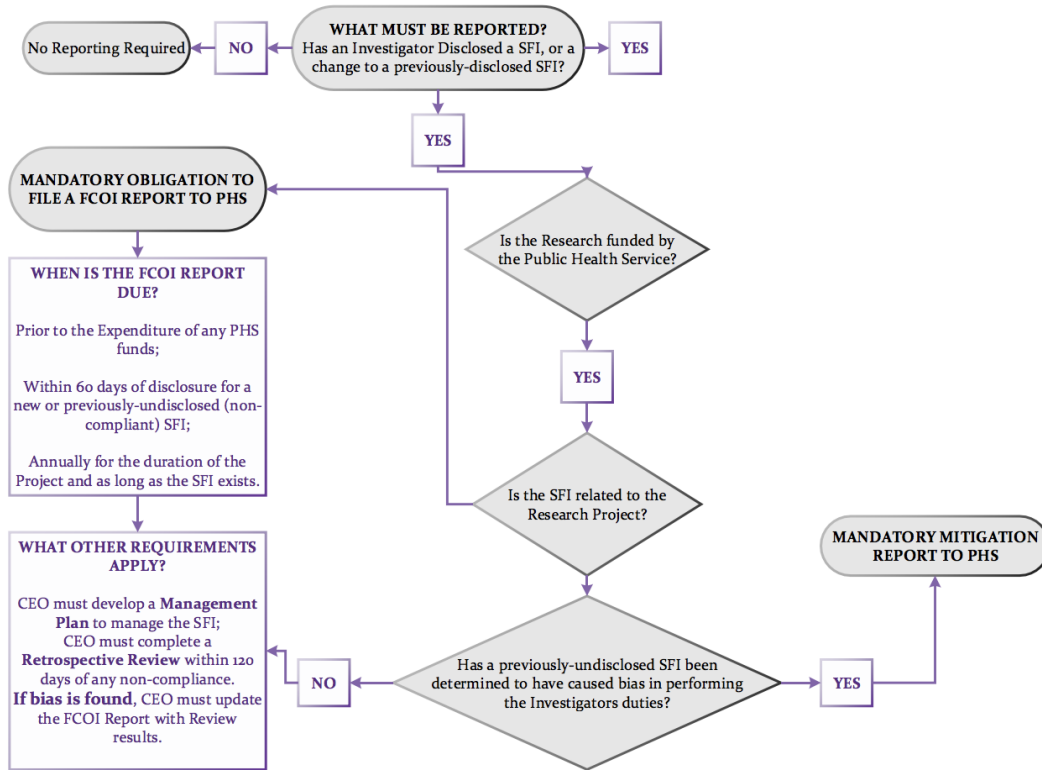 WHAT MUST BE REPORTED?
Has an Investigator Disclosed a SFI, or a
change to a previously-disclosed SFI?
No Reporting Required
NO
YES
YES
MANDATORY OBLIGATION TO
FILE A FCOI REPORT TO PHS
Is the Research funded by
the Public Health Service?
WHEN IS THE FCOI REPORT
DUE?
Prior to the Expenditure of any PHS
funds;
Within 60 days of disclosure for a
new or previously-undisclosed (non-
compliant) SFI;
Annually for the duration of the
Project and as long as the SFI exists.
YES
Is the SFI related to the
Research Project?
WHAT OTHER REQUIREMENTS
APPLY?
CEO must develop a Management
Plan to manage the SFI;
CEO must complete a
Retrospective Review within 120
days of any non-compliance.
If bias is found, CEO must update
the FCOI Report with Review
results.
NO
Has a previously-undisclosed SFI been
determined to have caused bias in performing
the Investigators duties?
YES
MANDATORY MITIGATION
REPORT TO PHS